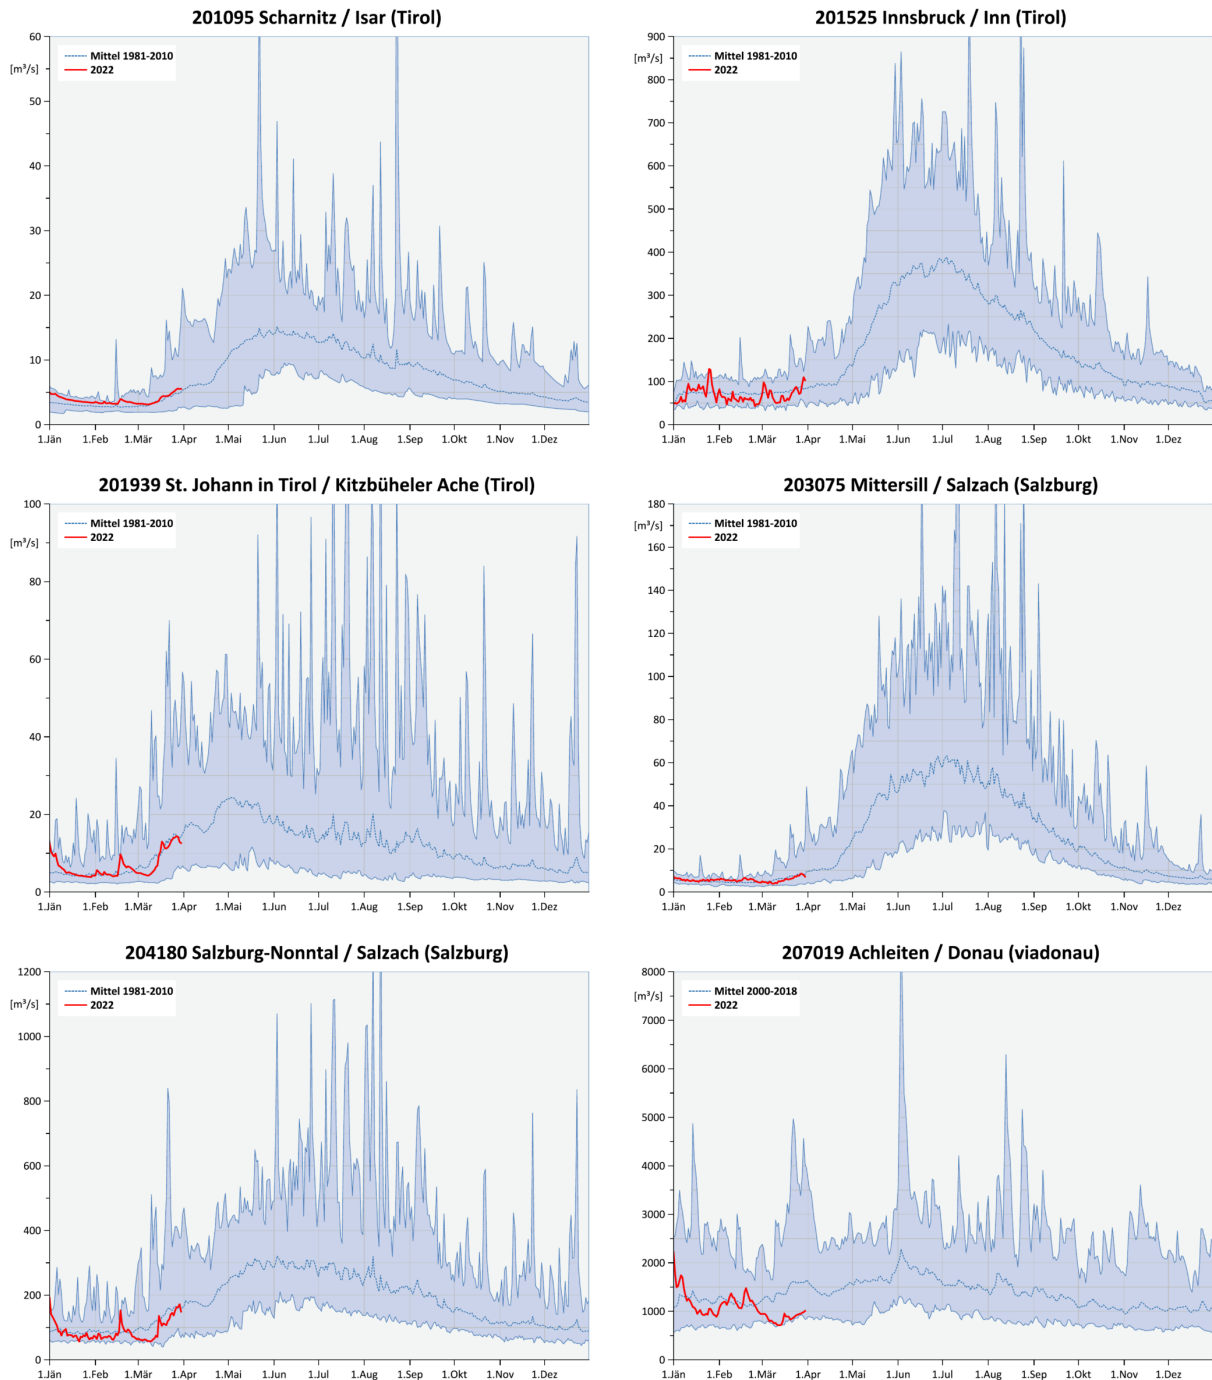 201095 Scharnitz / Isar (Tirol)
60
[m³/s]
50
40
30
20
10
0
Mittel 1981-2010
2022
1.Jän 1.Feb 1.Mär 1.Apr 1.Mai 1.Jun 1.Jul 1.Aug 1.Sep 1.Okt 1.Nov 1.Dez
201525 Innsbruck / Inn (Tirol)
900
[m³/s]
800
700
600
500
400
300
200
100
0
Mittel 1981-2010
2022
1.Jän 1.Feb 1.Mär 1.Apr 1.Mai 1.Jun 1.Jul 1.Aug 1.Sep 1.Okt 1.Nov 1.Dez
201939 St. Johann in Tirol / Kitzbüheler Ache (Tirol)
100
[m³/s]
80
60
40
20
0
Mittel 1981-2010
2022
1.Jän 1.Feb 1.Mär 1.Apr 1.Mai 1.Jun 1.Jul 1.Aug 1.Sep 1.Okt 1.Nov 1.Dez
203075 Mittersill / Salzach (Salzburg)
180
[m³/s]
160
140
120
100
80
60
40
20
0
Mittel 1981-2010
2022
1.Jän 1.Feb 1.Mär 1.Apr 1.Mai 1.Jun 1.Jul 1.Aug 1.Sep 1.Okt 1.Nov 1.Dez
204180 Salzburg-Nonntal / Salzach (Salzburg)
1200
[m³/s]
1000
800
600
400
200
0
Mittel 1981-2010
2022
1.Jän 1.Feb 1.Mär 1.Apr 1.Mai 1.Jun 1.Jul 1.Aug 1.Sep 1.Okt 1.Nov 1.Dez
207019 Achleiten / Donau (viadonau)
8000
[m³/s]
7000
6000
5000
4000
3000
2000
1000
0
Mittel 2000-2018
2022
1.Jän 1.Feb 1.Mär 1.Apr 1.Mai 1.Jun 1.Jul 1.Aug 1.Sep 1.Okt 1.Nov 1.Dez